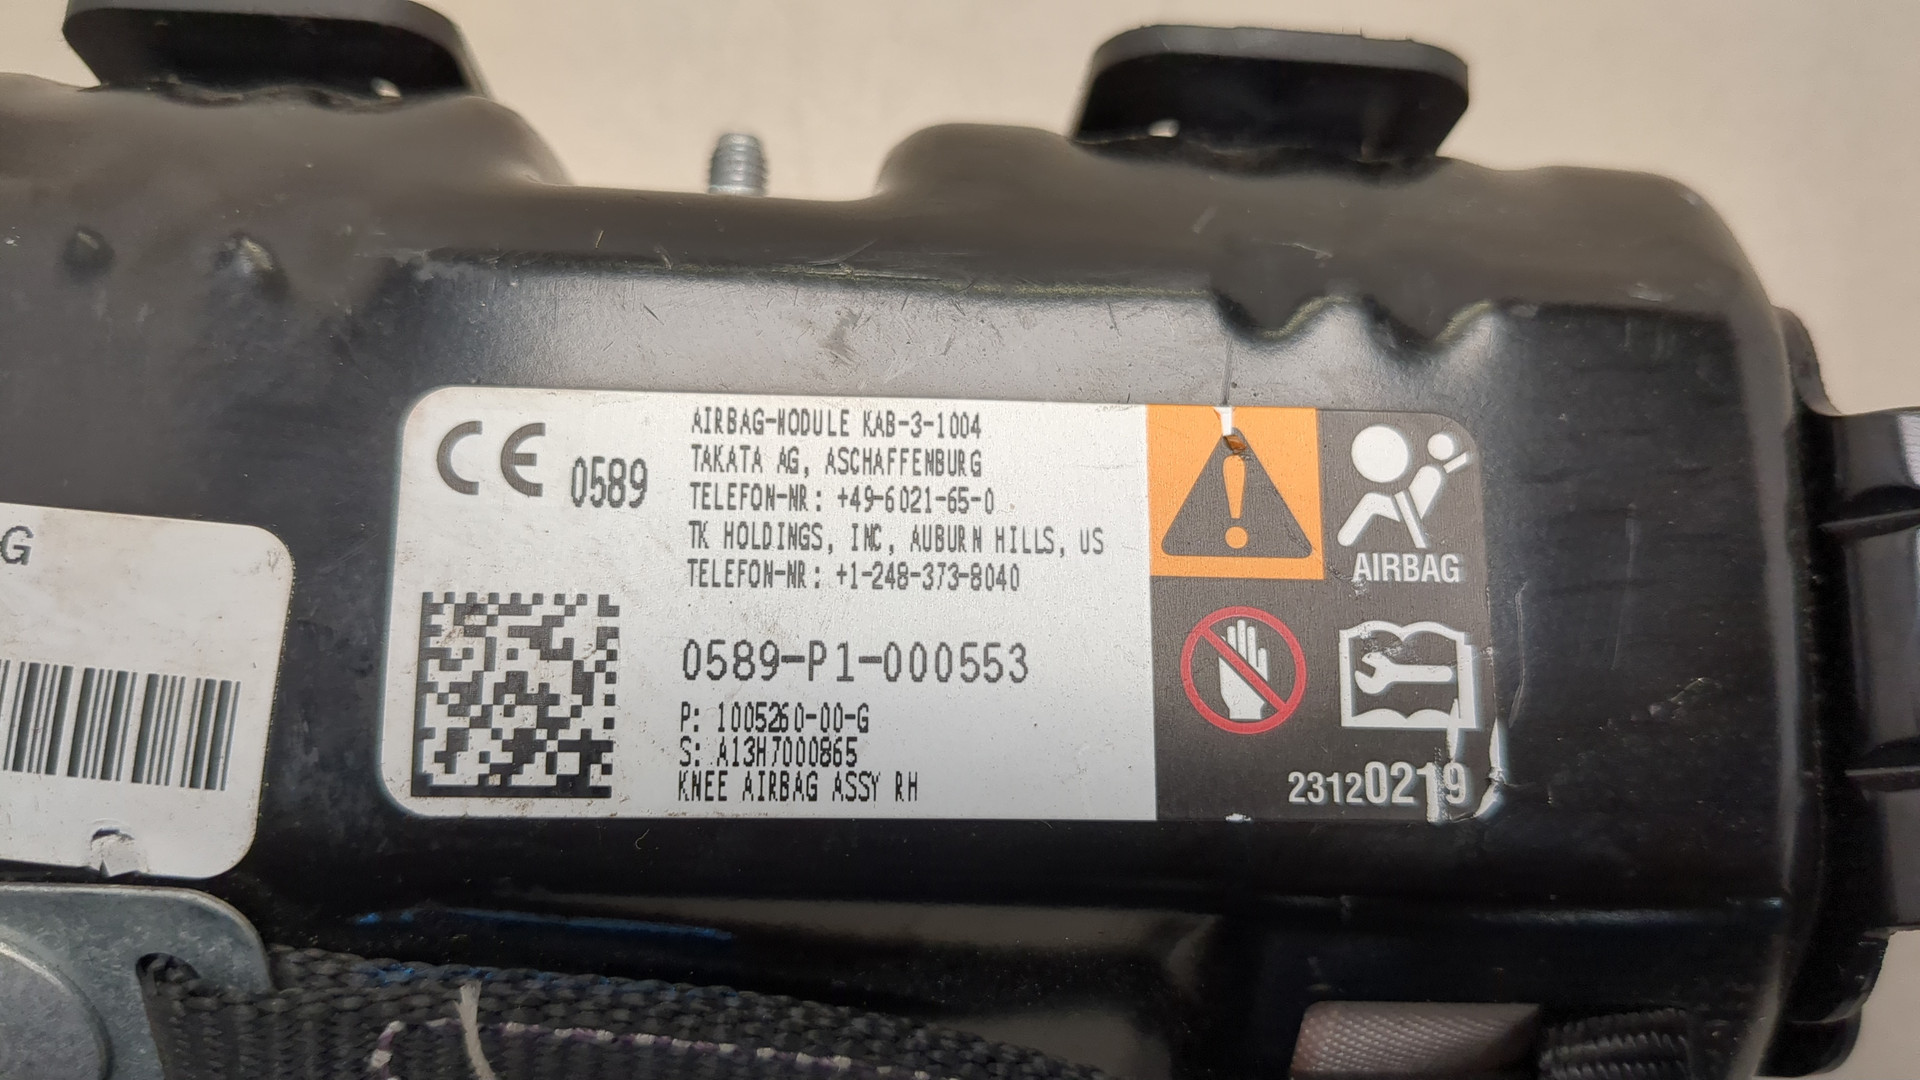 G
CE 0589
AIRBAG-MODULE KAB-3-1004
TAKATA AG, ASCHAFFENBURG
TELEFON-NR: +49-6021-65-0
TK HOLDINGS, INC, AUBURN HILLS, US
TELEFON-NR: +1-248-373-8040
0589-P1-000553
P: 1005260-00-G
S: A13H7000865
KNEE AIRBAG ASSY RH
AIRBAG
23120219